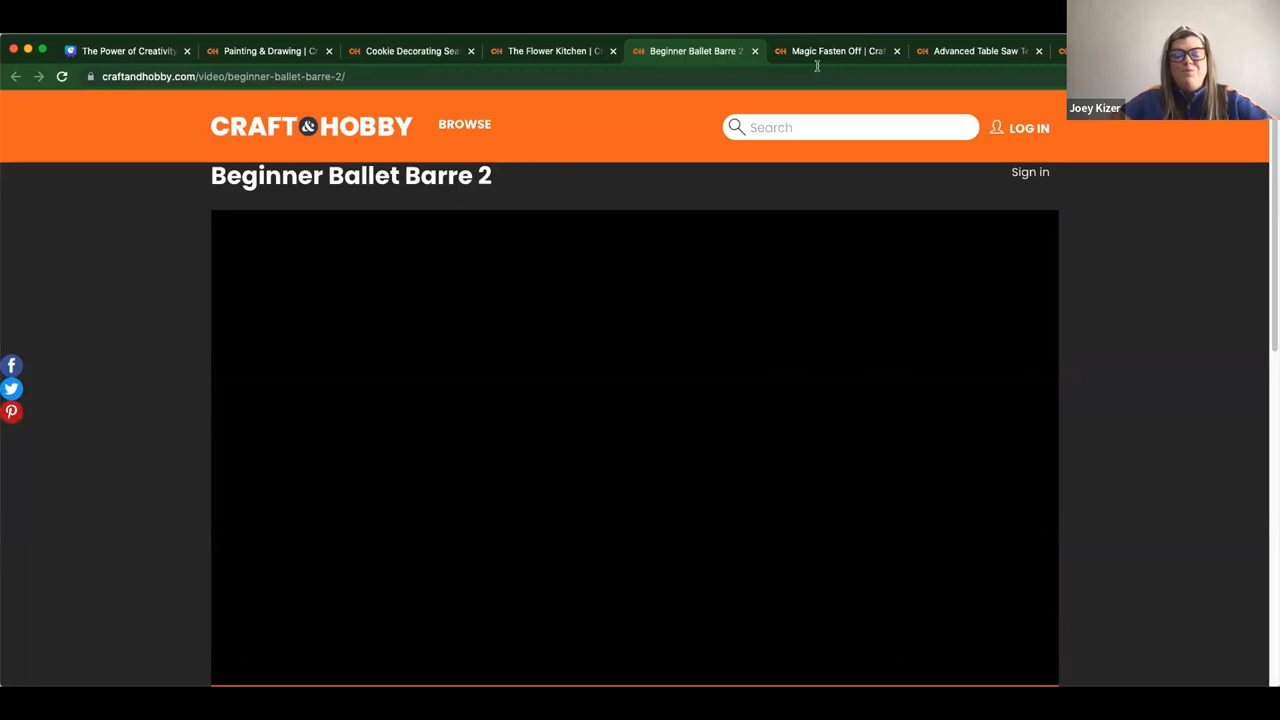 The Power of Creativity
Painting & Drawing | C
Cookie Decorating Sea
The Flower Kitchen | C
Beginner Ballet Barre 2
Magic Fasten Off | Craf
Advanced Table Saw Te
craftandhobby.com/video/beginner-ballet-barre-2/
Joey Kizer
CRAFT&HOBBY
BROWSE
Search
LOG IN
Beginner Ballet Barre 2
Sign in